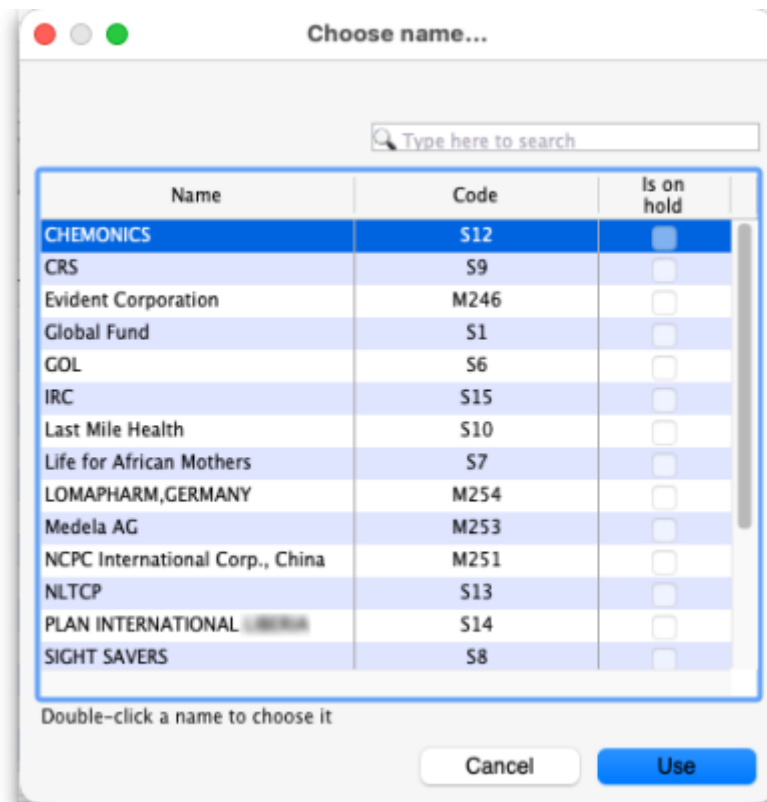 Choose name...
Type here to search
Name Code Is on hold
CHEMONICS S12
CRS S9
Evident Corporation M246
Global Fund S1
GOL S6
IRC S15
Last Mile Health S10
Life for African Mothers S7
LOMAPHARM,GERMANY M254
Medela AG M253
NCPC International Corp., China M251
NLTCP S13
PLAN INTERNATIONAL S14
SIGHT SAVERS S8
Double-click a name to choose it
Cancel Use